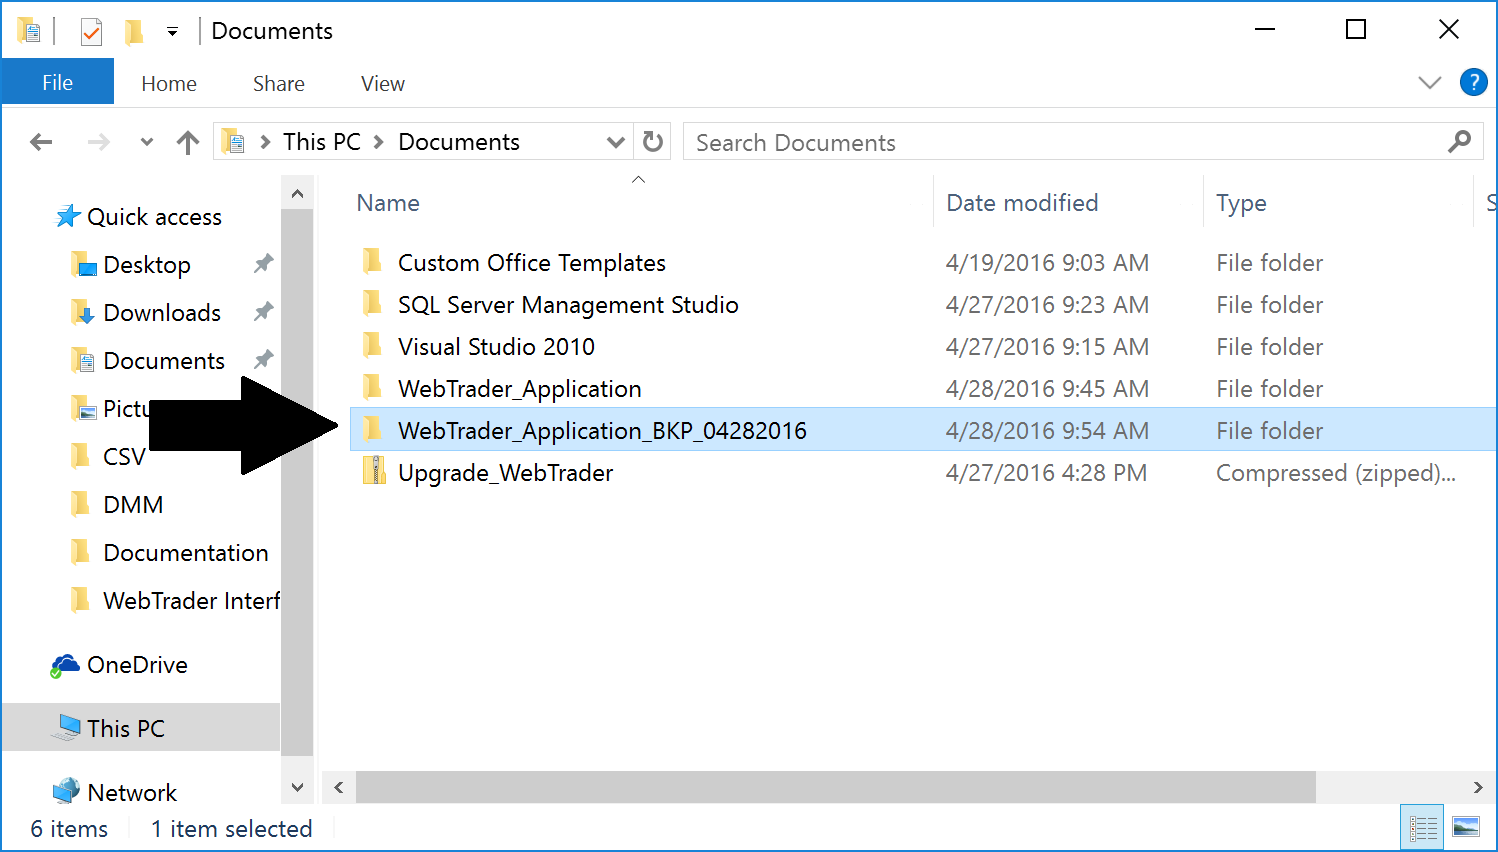 Documents
File Home Share View ?
This PC Documents Search Documents
Name Date modified Type S
Quick access
Desktop
Downloads
Documents
Pictu
CSV
DMM
Documentation
WebTrader Interf
OneDrive
This PC
Network
Custom Office Templates 4/19/2016 9:03 AM File folder
SQL Server Management Studio 4/27/2016 9:23 AM File folder
Visual Studio 2010 4/27/2016 9:15 AM File folder
WebTrader_Application 4/28/2016 9:45 AM File folder
WebTrader_Application_BKP_04282016 4/28/2016 9:54 AM File folder
Upgrade_WebTrader 4/27/2016 4:28 PM Compressed (zipped)...
6 items 1 item selected